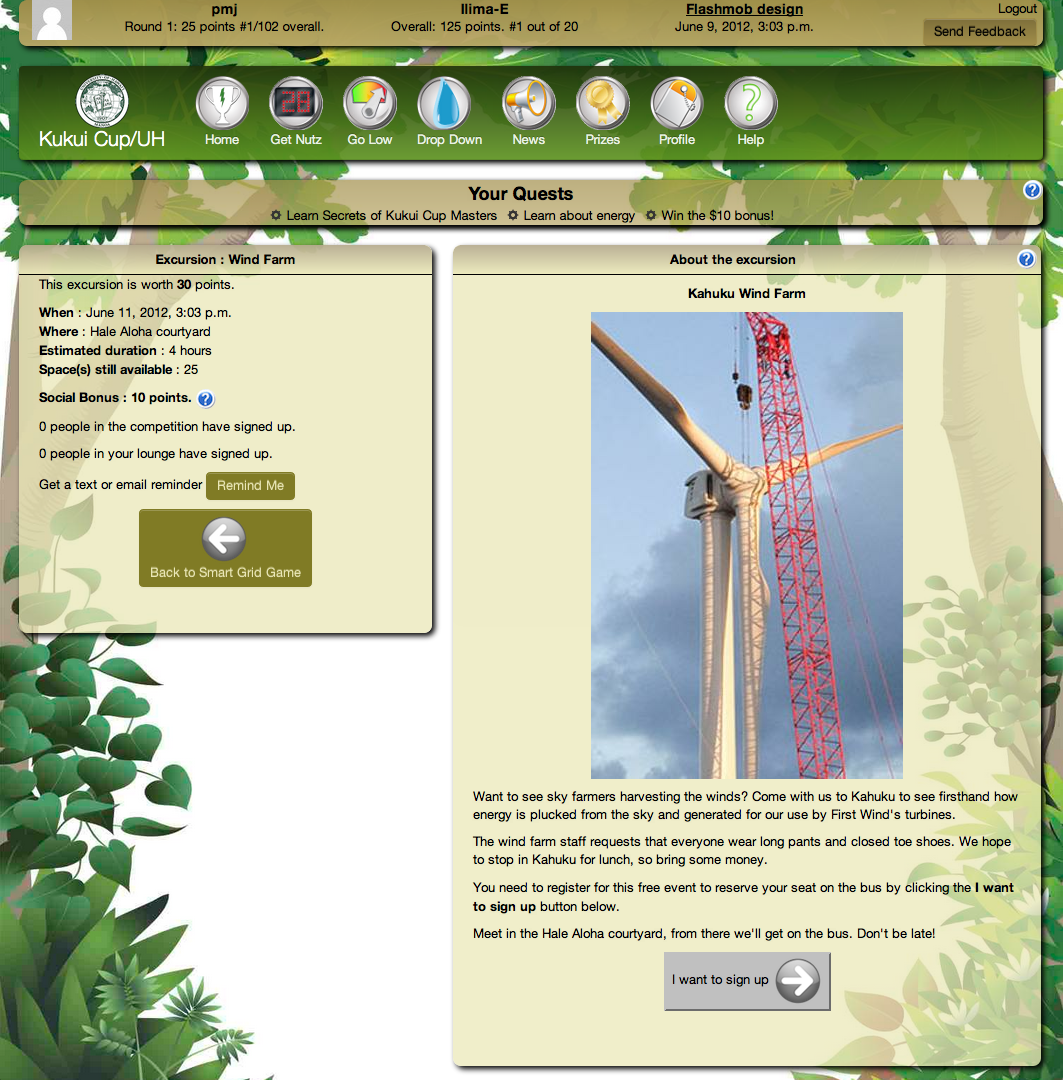 pmj
Round 1: 25 points #1/102 overall.
Ilima-E
Overall: 125 points. #1 out of 20
Flashmob design
June 9, 2012, 3:03 p.m.
Logout
Send Feedback
Kukui Cup/UH
28
Home
Get Nutz
Go Low
Drop Down
News
Prizes
Profile
Help
Your Quests
Learn Secrets of Kukui Cup Masters
Learn about energy
Win the $10 bonus!
Excursion : Wind Farm
This excursion is worth 30 points.
When : June 11, 2012, 3:03 p.m.
Where : Hale Aloha courtyard
Estimated duration : 4 hours
Space(s) still available : 25
Social Bonus : 10 points.
0 people in the competition have signed up.
0 people in your lounge have signed up.
Get a text or email reminder Remind Me
Back to Smart Grid Game
About the excursion
Kahuku Wind Farm
Want to see sky farmers harvesting the winds? Come with us to Kahuku to see firsthand how
energy is plucked from the sky and generated for our use by First Wind's turbines.
The wind farm staff requests that everyone wear long pants and closed toe shoes. We hope
to stop in Kahuku for lunch, so bring some money.
You need to register for this free event to reserve your seat on the bus by clicking the I want
to sign up button below.
Meet in the Hale Aloha courtyard, from there we'll get on the bus. Don't be late!
I want to sign up